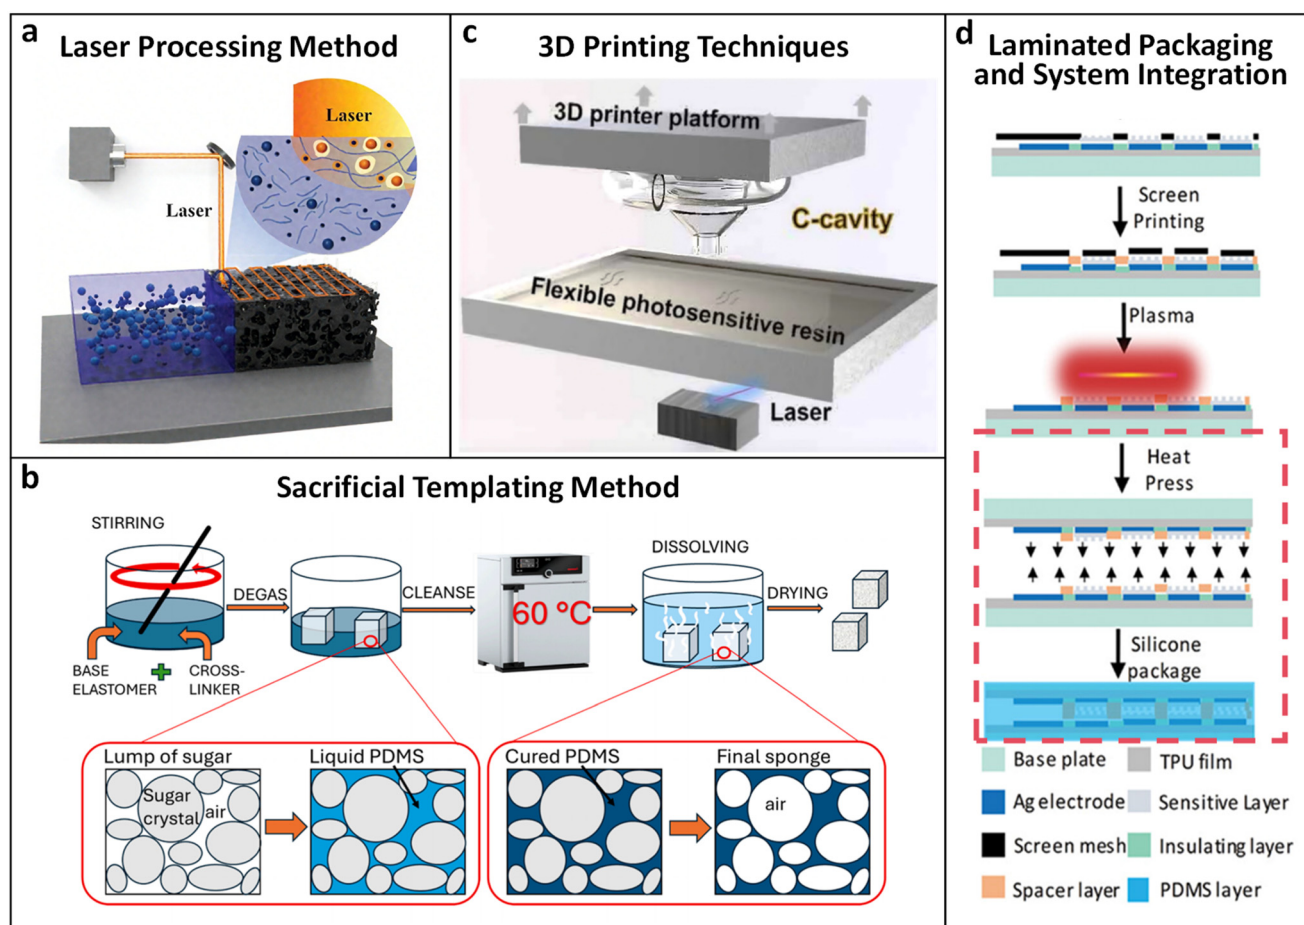 a
Laser Processing Method
Laser
Laser
c
3D Printing Techniques
3D printer platform
C-cavity
Flexible photosensitive resin
Laser
b
Sacrificial Templating Method
STIRRING
DEGAS
CLEANSE
60 °C
DISSOLVING
DRYING
BASE
ELASTOMER
CROSS-
LINKER
Lump of sugar
Sugar
crystal
air
Liquid PDMS
Cured PDMS
Final sponge
air
d
Laminated Packaging
and System Integration
Screen
Printing
Plasma
Heat
Press
Silicone
package
Base plate
TPU film
Ag electrode
Sensitive Layer
Screen mesh
Insulating layer
Spacer layer
PDMS layer